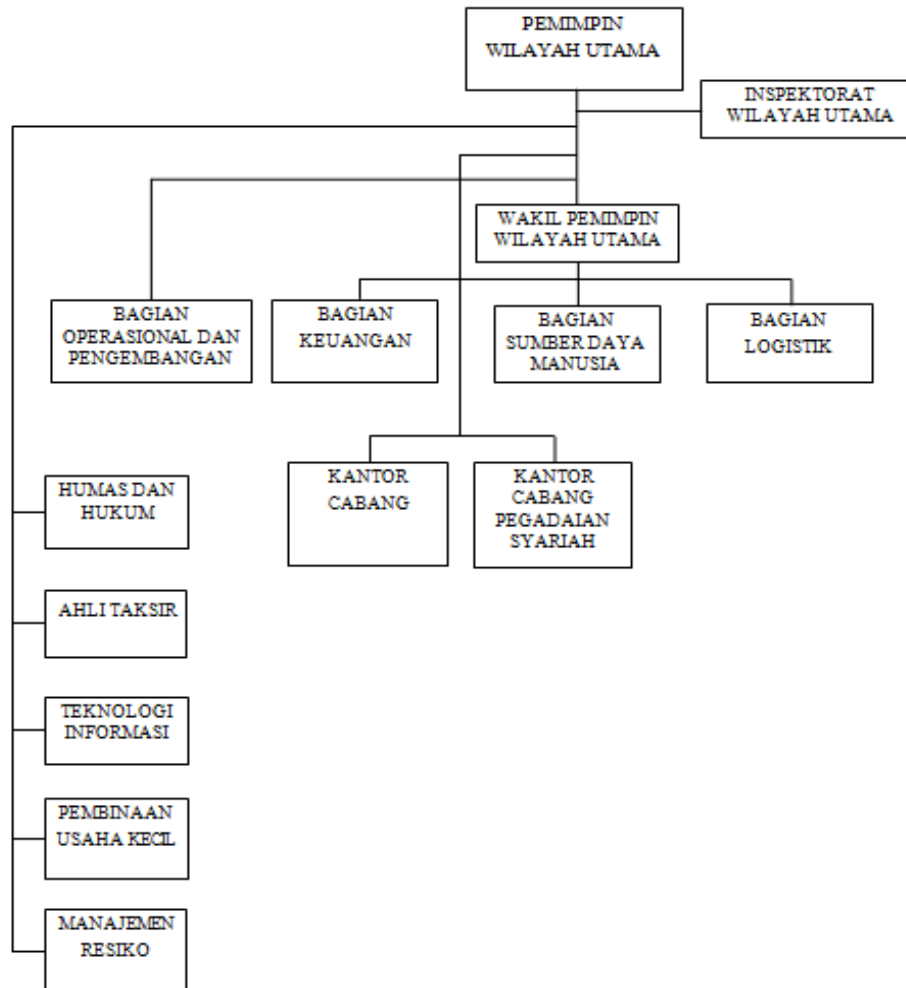 PEMIMPIN
WILAYAH UTAMA
INSPEKTORAT
WILAYAH UTAMA
WAKIL PEMIMPIN
WILAYAH UTAMA
BAGIAN
OPERASIONAL DAN
PENGEMBANGAN
BAGIAN
KEUANGAN
BAGIAN
SUMBER DAYA
MANUSIA
BAGIAN
LOGISTIK
KANTOR
CABANG
KANTOR
CABANG
PEGADAIAN
SYARIAH
HUMAS DAN
HUKUM
AHLI TAKSIR
TEKNOLOGI
INFORMASI
PEMBINAAN
USAHA KECIL
MANAJEMEN
RESIKO